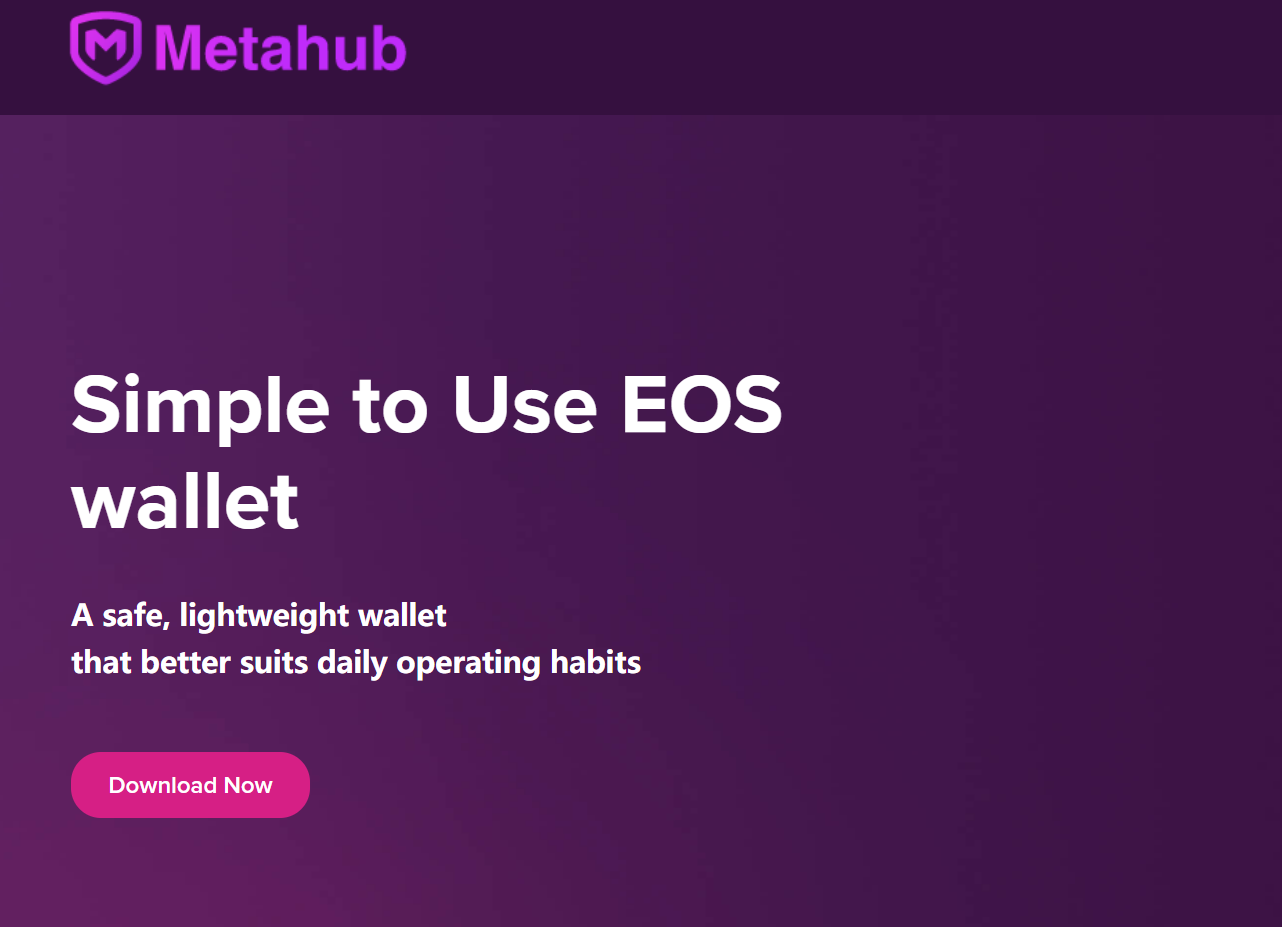 Metahub
Simple to Use EOS
wallet
A safe, lightweight wallet
that better suits daily operating habits
Download Now